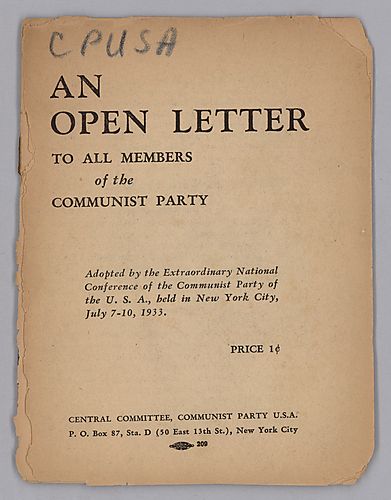 CPUSA
AN
OPEN LETTER
TO ALL MEMBERS
of the
COMMUNIST PARTY
Adopted by the Extraordinary National
Conference of the Communist Party of
the U. S. A., held in New York City,
July 7-10, 1933.
PRICE 1¢
CENTRAL COMMITTEE, COMMUNIST PARTY U.S.A.
P. O. Box 87, Sta. D (50 East 13th St.), New York City
209